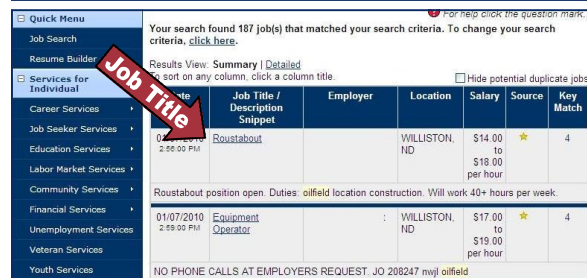 Quick Menu
Job Search
Resume Builder
Services for
Individual
Career Services
Job Seeker Services
Education Services
Labor Market Services
Community Services
Financial Services
Unemployment Services
Veteran Services
Youth Services
For help click the question mark.
Your search found 187 job(s) that matched your search criteria. To change your search
criteria, click here.
Results View: Summary | Detailed
To sort on any column, click a column title.
Hide potential duplicate jobs
Job Title
Job Title / Description Snippet Employer Location Salary Source Key Match
2:58:00 PM Roustabout WILLISTON, ND $14.00 to $18.00 per hour 4
Roustabout position open. Duties: oilfield location construction. Will work 40+ hours per week.
01/07/2010 2:59:00 PM Equipment Operator : WILLISTON, ND $17.00 to $19.00 per hour 4
NO PHONE CALLS AT EMPLOYERS REQUEST. JO 208247 nwjl oilfield